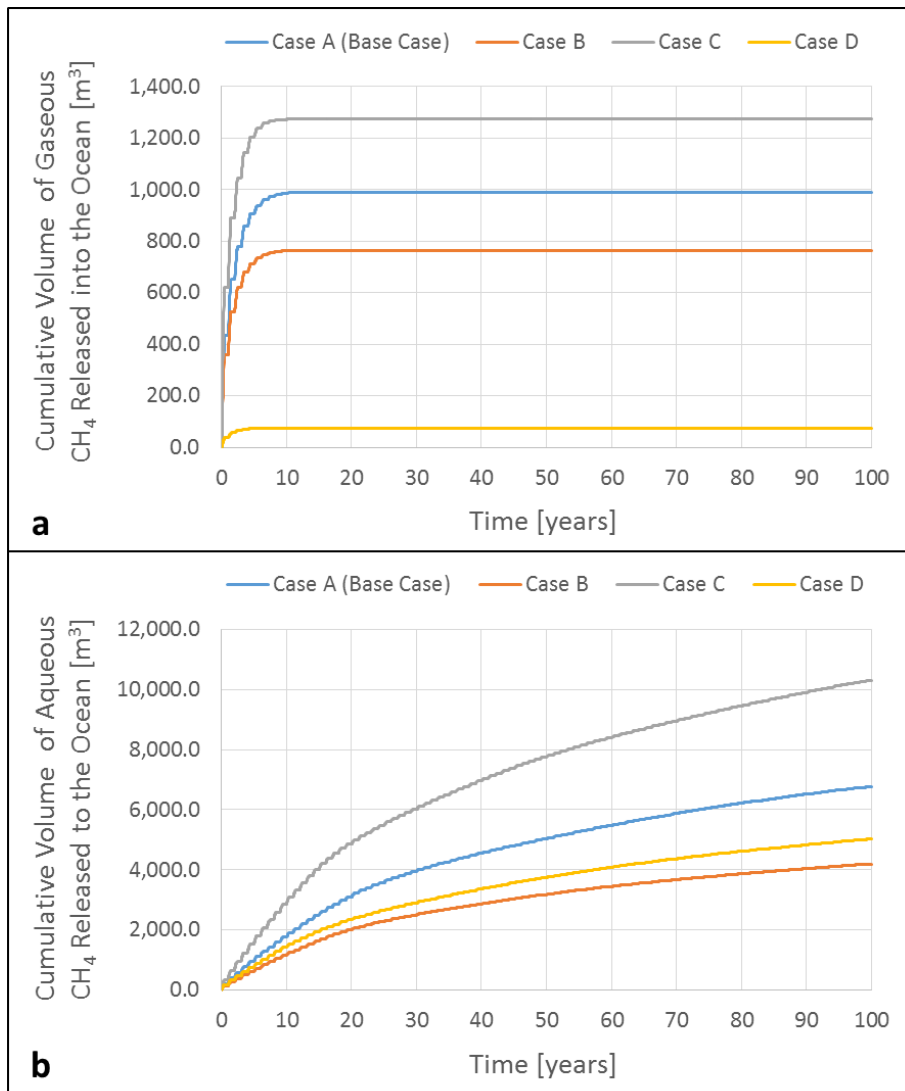 Case A (Base Case) Case B Case C Case D
Cumulative Volume of Gaseous
CH₄ Released into the Ocean [m³]
1,400.0
1,200.0
1,000.0
800.0
600.0
400.0
200.0
0.0
0 10 20 30 40 50 60 70 80 90 100
Time [years]
a
Case A (Base Case) Case B Case C Case D
Cumulative Volume of Aqueous
CH₄ Released to the Ocean [m³]
12,000.0
10,000.0
8,000.0
6,000.0
4,000.0
2,000.0
0.0
0 10 20 30 40 50 60 70 80 90 100
Time [years]
b